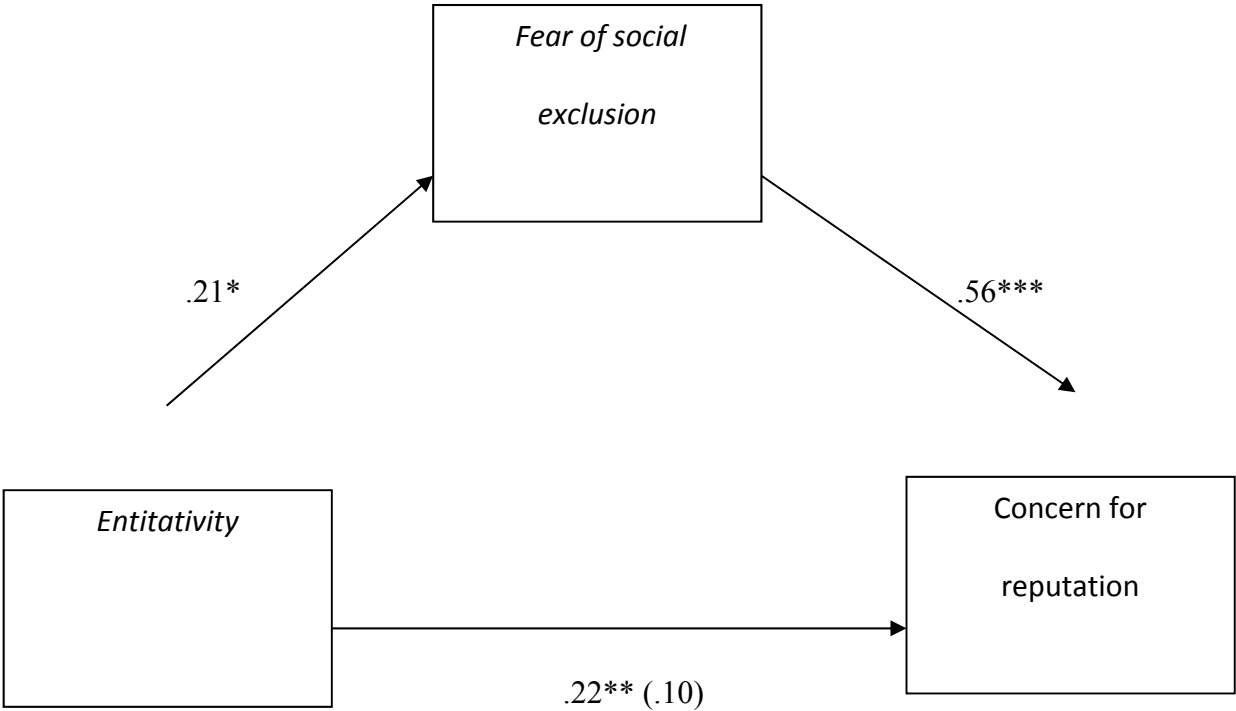 Fear of social
exclusion
.21*
.56***
Entitativity
Concern for
reputation
.22** (.10)